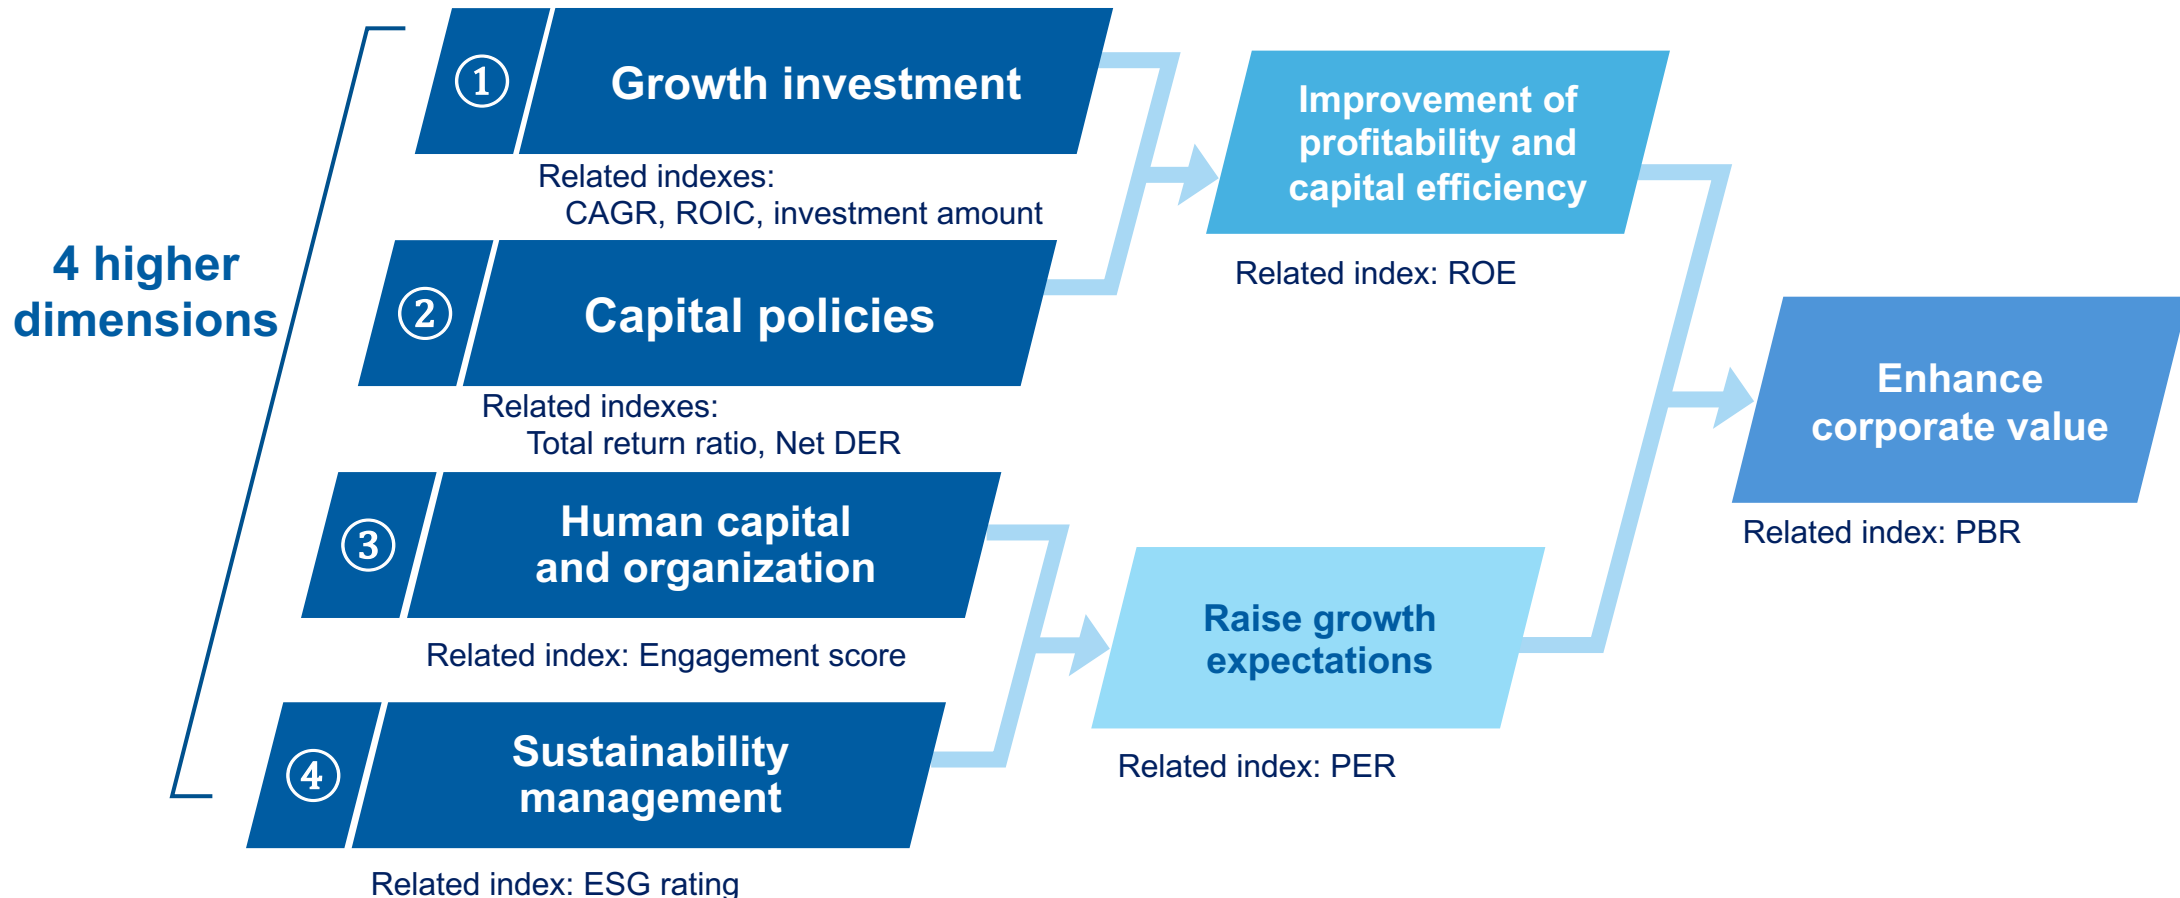 4 higher
dimensions
①
Growth investment
Related indexes:
CAGR, ROIC, investment amount
②
Capital policies
Related indexes:
Total return ratio, Net DER
③
Human capital
and organization
Related index: Engagement score
④
Sustainability
management
Related index: ESG rating
Improvement of
profitability and
capital efficiency
Related index: ROE
Raise growth
expectations
Related index: PER
Enhance
corporate value
Related index: PBR